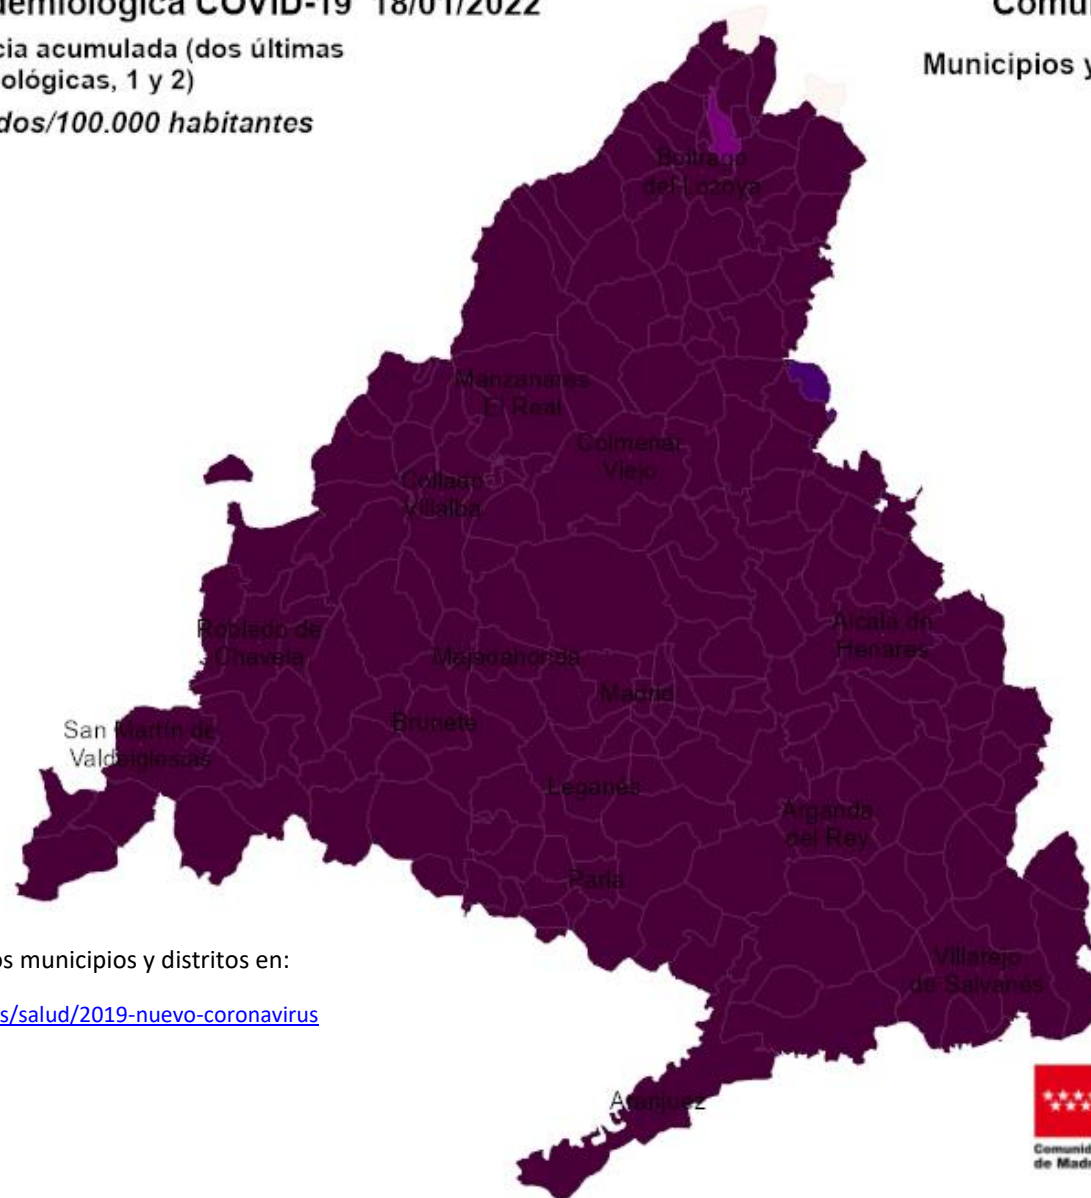 demiológica COVID-19 18/01/2022
Comu
cia acumulada (dos últimas
ológicas, 1 y 2)
Municipios y
dos/100.000 habitantes
Buitrago
del Lozoya
Manzanares
El Real
Colmenar
Viejo
Collado
Villalba
Robledo de
Chavela
Alcalá de
Henares
Majadahonda
Madrid
Brunete
San Martín de
Valdeiglesias
Leganés
Arganda
del Rey
Parla
os municipios y distritos en:
Villarejo
de Salvanés
s/salud/2019-nuevo-coronavirus
Aranjuez
Comunid
de Madr